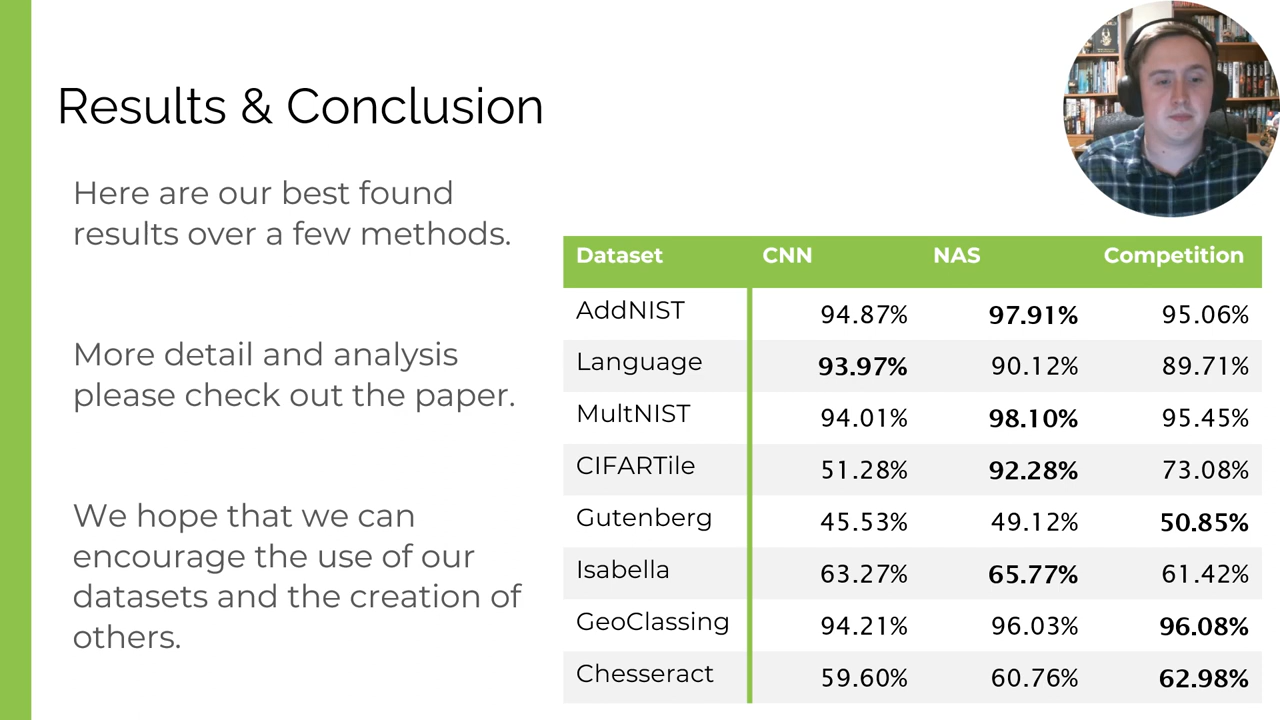 Results & Conclusion
Here are our best found
results over a few methods.
More detail and analysis
please check out the paper.
We hope that we can
encourage the use of our
datasets and the creation of
others.
Dataset CNN NAS Competition
AddNIST 94.87% 97.91% 95.06%
Language 93.97% 90.12% 89.71%
MultNIST 94.01% 98.10% 95.45%
CIFARTile 51.28% 92.28% 73.08%
Gutenberg 45.53% 49.12% 50.85%
Isabella 63.27% 65.77% 61.42%
GeoClassing 94.21% 96.03% 96.08%
Chesseract 59.60% 60.76% 62.98%